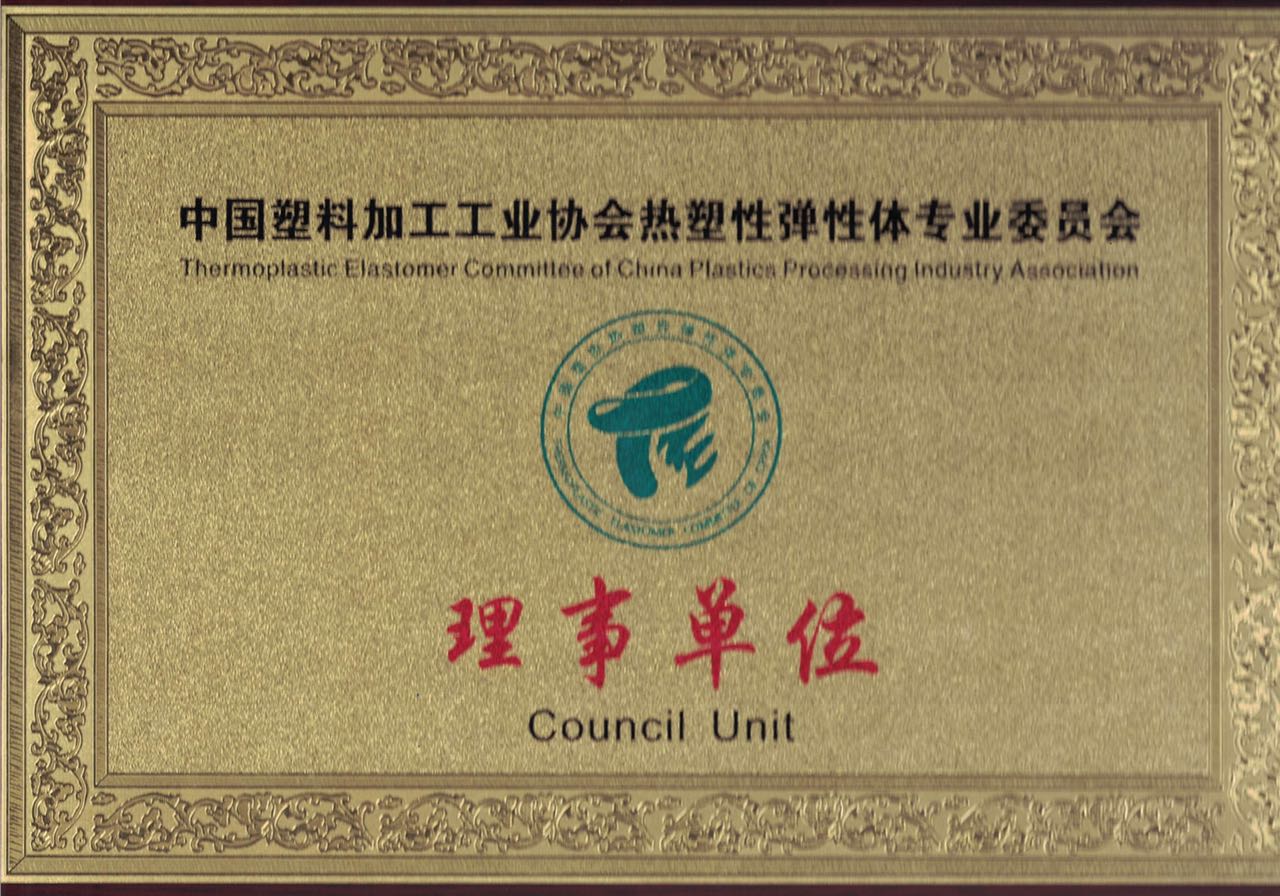 中国塑料加工工业协会热塑性弹性体专业委员会
Thermoplastic Elastomer Committee of China Plastics Processing Industry Association
理事单位
Council Unit